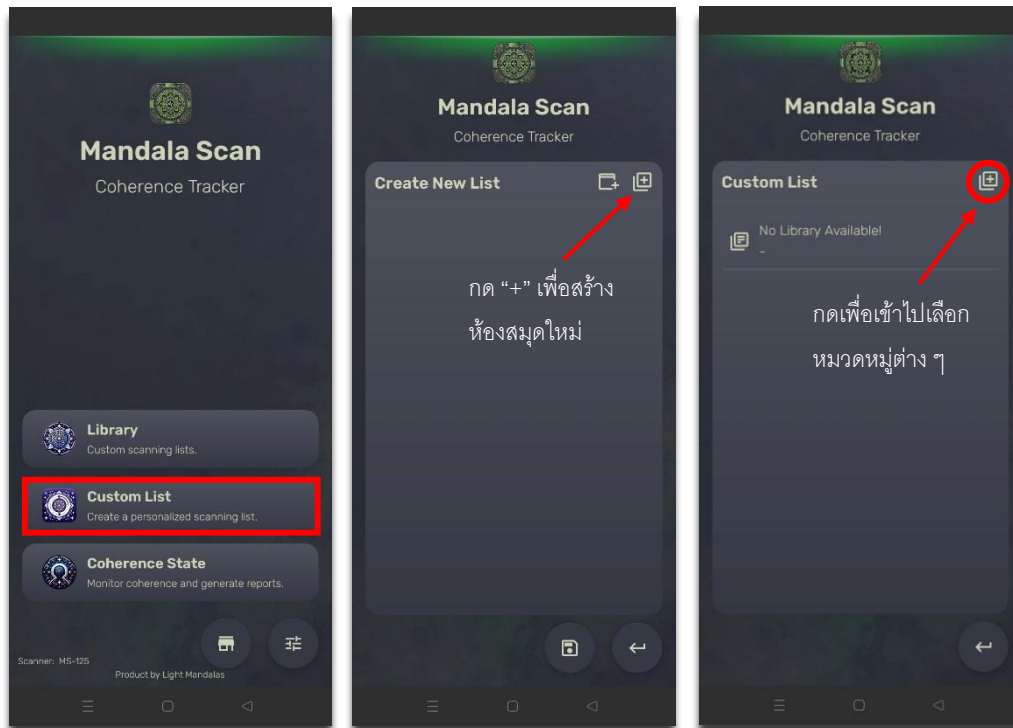 Mandala Scan
Coherence Tracker
Library
Custom scanning lists.
Custom List
Create a personalized scanning list.
Coherence State
Monitor coherence and generate reports.
Scanner: MS-125
Product by Light Mandalas
Mandala Scan
Coherence Tracker
Create New List
กด “+” เพื่อสร้าง
ห้องสมุดใหม่
Mandala Scan
Coherence Tracker
Custom List
No Library Available!
-
กดเพื่อเข้าไปเลือก
หมวดหมู่ต่าง ๆ